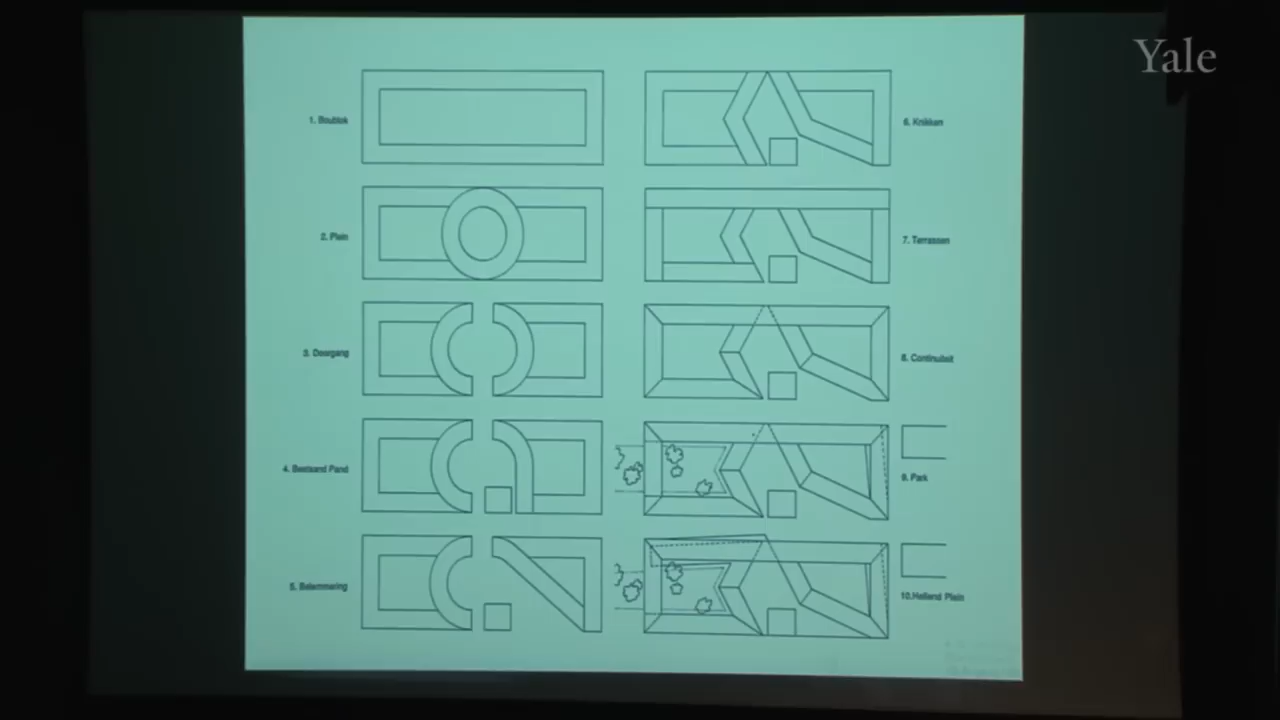 Yale
1. Boublok
2. Plein
3. Doorgang
4. Bestaand Pand
5. Belemmering
6. Knikken
7. Terrassen
8. Continuiteit
9. Park
10. Hellend Plein